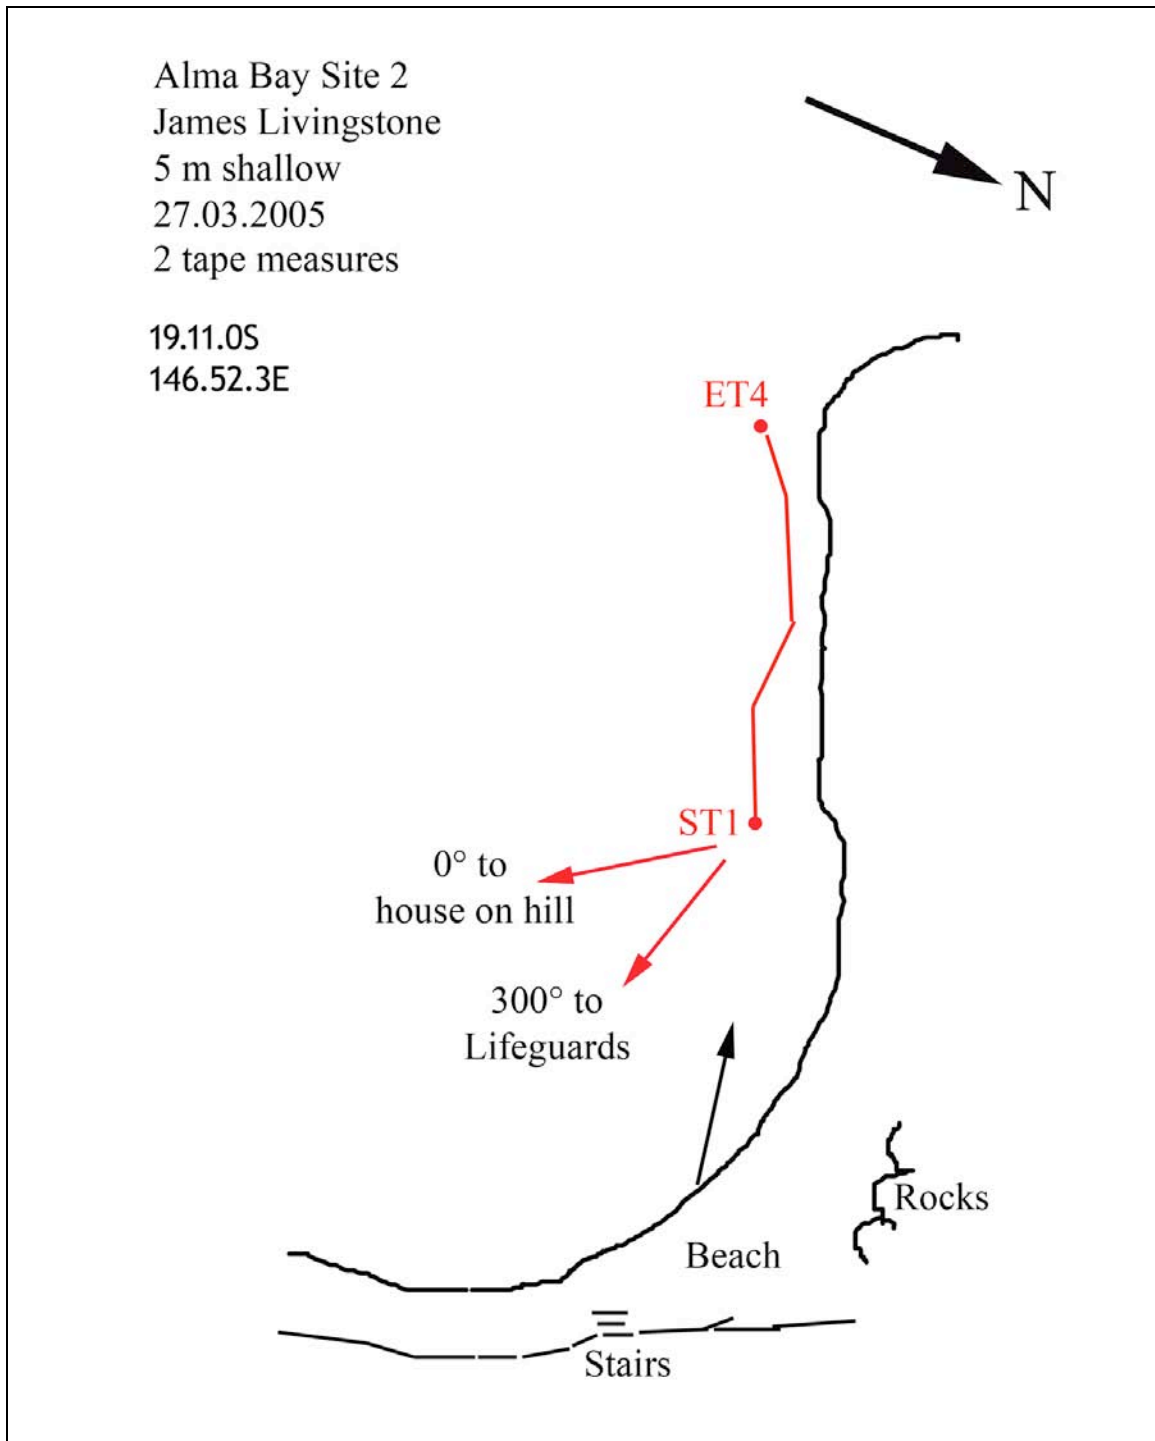 Alma Bay Site 2
James Livingstone
5 m shallow
27.03.2005
2 tape measures
19.11.0S
146.52.3E
N
ET4
ST1
0° to
house on hill
300° to
Lifeguards
Rocks
Beach
Stairs